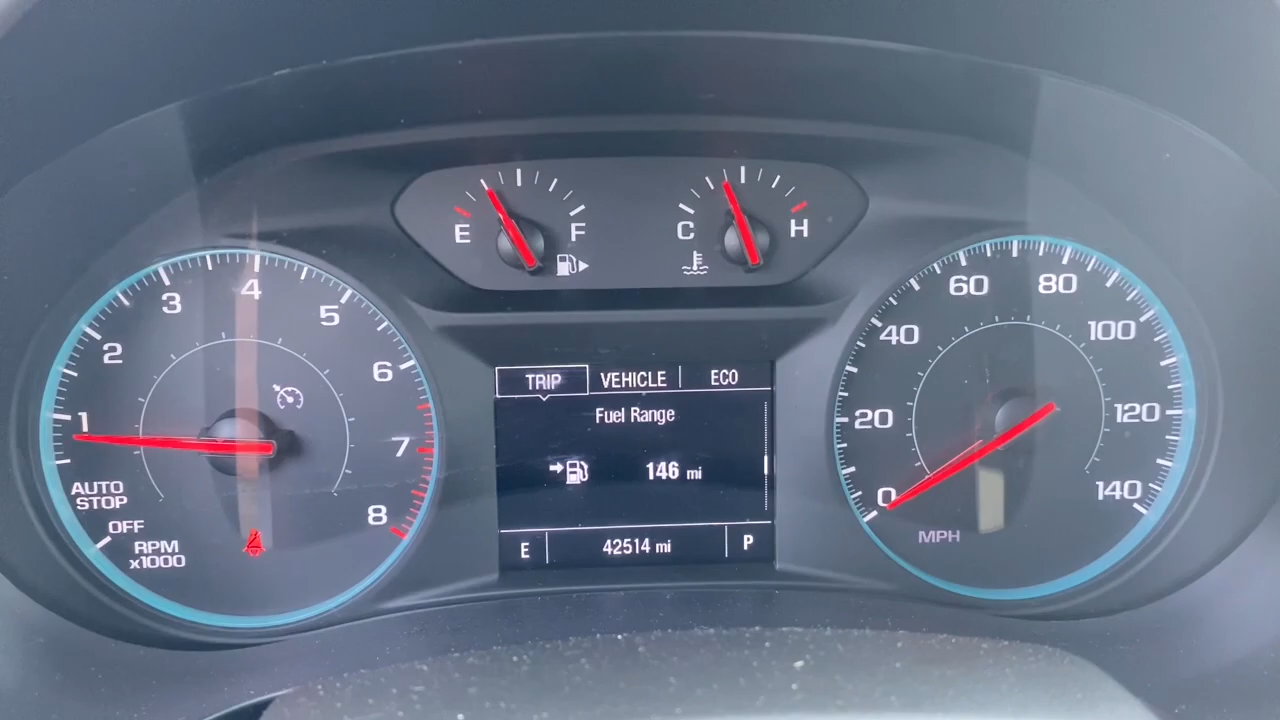 E F
C H
1
2
3
4
5
6
7
8
AUTO
STOP
OFF
RPM
x1000
TRIP VEHICLE ECO
Fuel Range
146 mi
E 42514 mi P
0
20
40
60
80
100
120
140
MPH